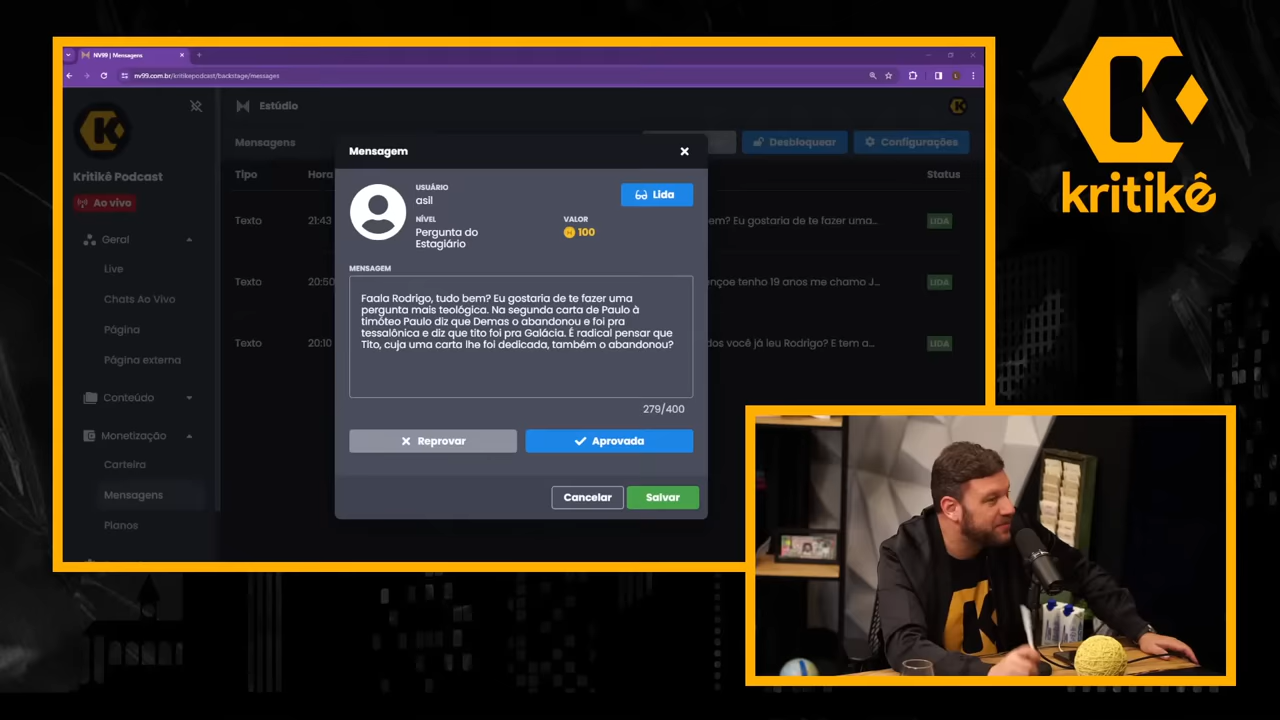 NV99 | Mensagens
nv99.com.br/kritikepodcast/backstage/messages
Estúdio
Kritikê Podcast
Ao vivo
Geral
Live
Chats Ao Vivo
Página
Página externa
Conteúdo
Monetização
Carteira
Mensagens
Planos
Mensagens
Desbloquear
Configurações
Tipo
Hora
Status
Texto
21:43
em? Eu gostaria de te fazer uma...
LIDA
Texto
20:50
ençoe tenho 19 anos me chamo J...
LIDA
Texto
20:10
dos você já leu Rodrigo? E tem a...
LIDA
Mensagem
USUÁRIO
asil
Lida
NÍVEL
Pergunta do
Estagiário
VALOR
100
MENSAGEM
Faala Rodrigo, tudo bem? Eu gostaria de te fazer uma
pergunta mais teológica. Na segunda carta de Paulo à
timóteo Paulo diz que Demas o abandonou e foi pra
tessalônica e diz que tito foi pra Galácia. É radical pensar que
Tito, cuja uma carta lhe foi dedicada, também o abandonou?
279/400
Reprovar
Aprovada
Cancelar
Salvar
kritikê